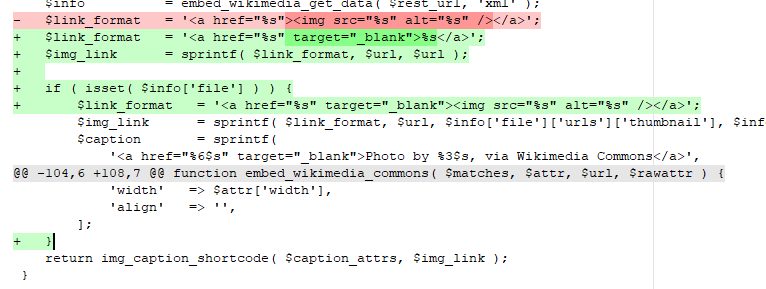 $info          = embed_wikimedia_get_data( $rest_url, 'xml' );
-   $link_format   = '<a href="%s"><img src="%s" alt="%s" /></a>';
+   $link_format   = '<a href="%s" target="_blank">%s</a>';
+   $img_link      = sprintf( $link_format, $url, $url );
+
+   if ( isset( $info['file'] ) ) {
+       $link_format   = '<a href="%s" target="_blank"><img src="%s" alt="%s" /></a>';
        $img_link      = sprintf( $link_format, $url, $info['file']['urls']['thumbnail'], $inf
        $caption       = sprintf(
            '<a href="%6$s" target="_blank">Photo by %3$s, via Wikimedia Commons</a>',
@@ -104,6 +108,7 @@ function embed_wikimedia_commons( $matches, $attr, $url, $rawattr ) {
            'width'   => $attr['width'],
            'align'   => '',
        ];
+   }
    return img_caption_shortcode( $caption_attrs, $img_link );
 }